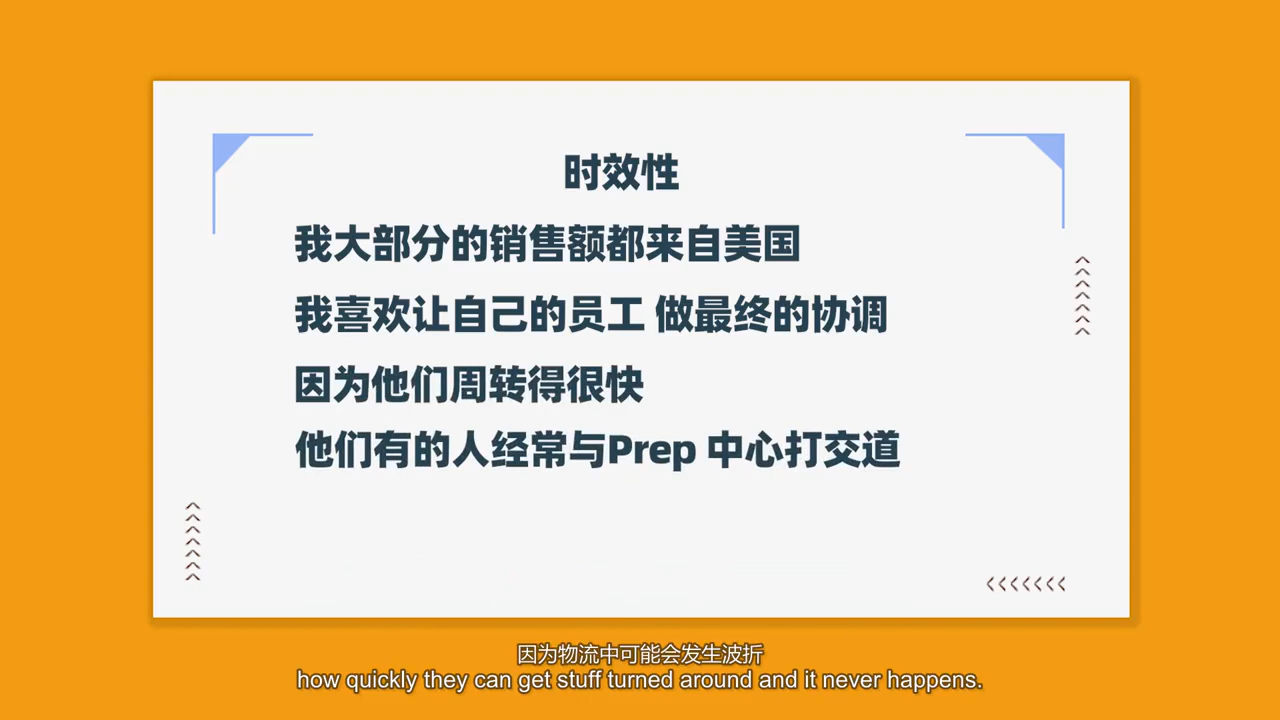 时效性
我大部分的销售额都来自美国
我喜欢让自己的员工 做最终的协调
因为他们周转得很快
他们有的人经常与Prep 中心打交道
因为物流中可能会发生波折
how quickly they can get stuff turned around and it never happens.